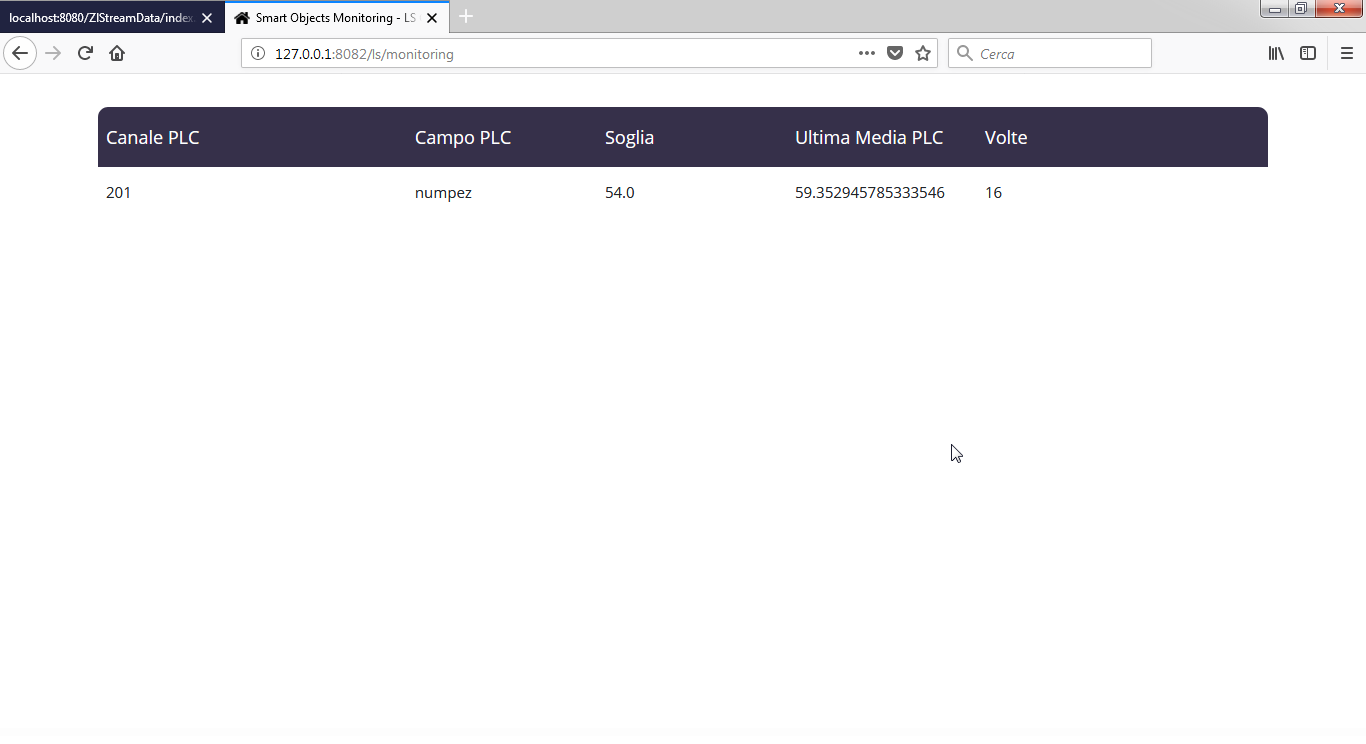 localhost:8080/ZIStreamData/index.
Smart Objects Monitoring - LS
127.0.0.1:8082/ls/monitoring
Cerca
Canale PLC Campo PLC Soglia Ultima Media PLC Volte
201 numpez 54.0 59.352945785333546 16